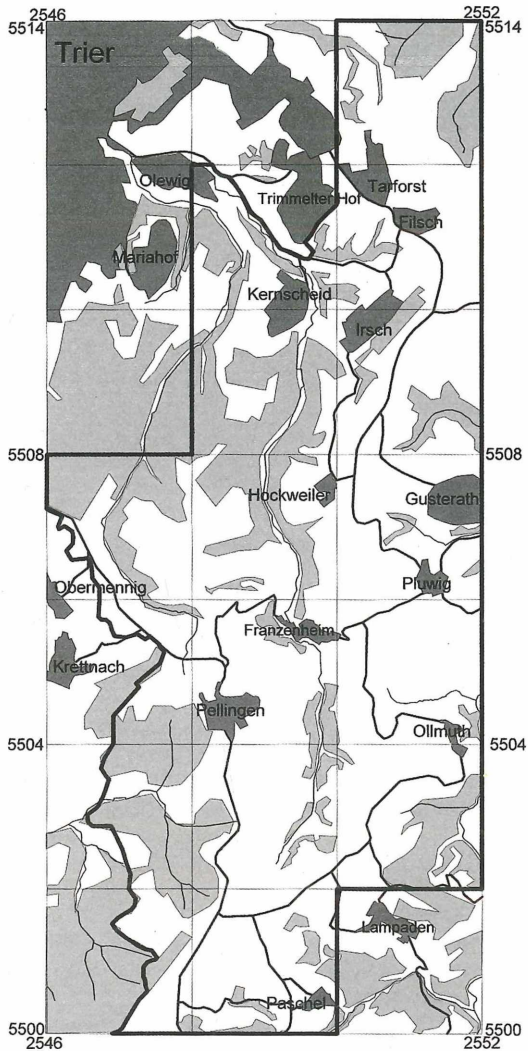 2546
2552
5514
5514
Trier
Olewig
Trimmelter Hof
Tarforst
Filsch
Mariahof
Kernscheid
Irsch
5508
5508
Hockweiler
Gusterath
Obermennig
Pluwig
Franzenheim
Krettnach
Pellingen
Ollmuth
5504
5504
Lampaden
Paschel
5500
5500
2546
2552